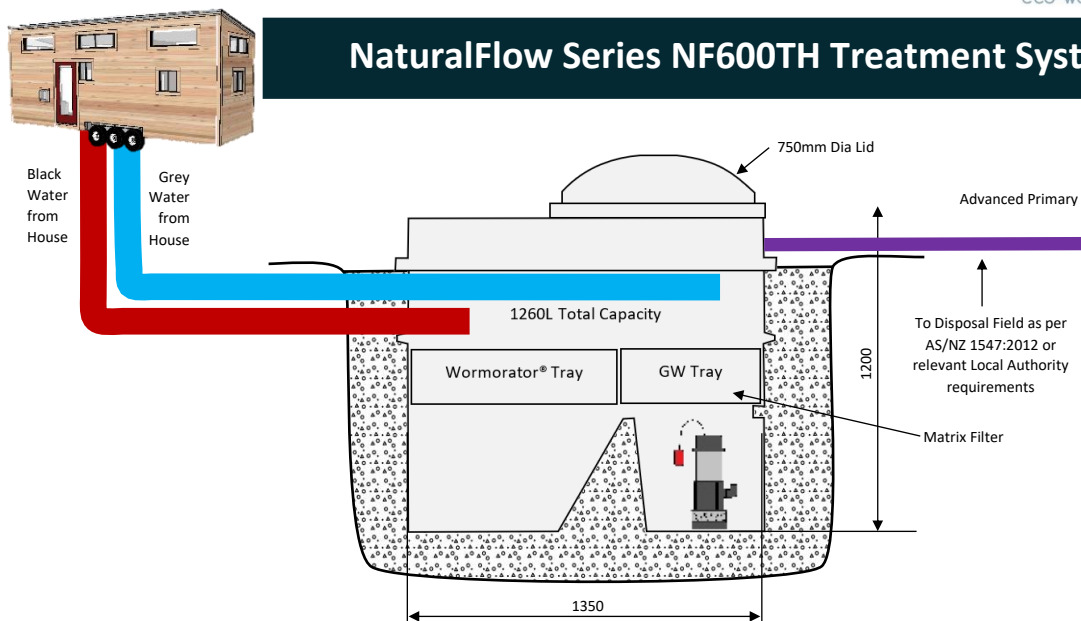 NaturalFlow Series NF600TH Treatment Syst
750mm Dia Lid
Black
Water
from
House
Grey
Water
from
House
Advanced Primary
1260L Total Capacity
To Disposal Field as per
AS/NZ 1547:2012 or
relevant Local Authority
requirements
1200
Wormorator® Tray
GW Tray
Matrix Filter
1350